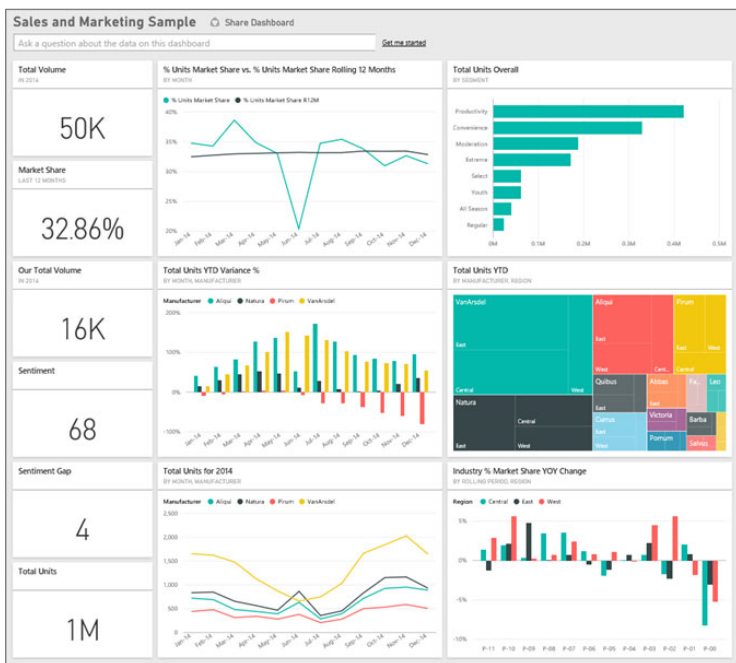 Sales and Marketing Sample
Share Dashboard
Ask a question about the data on this dashboard
Get me started
Total Volume
IN 2014
50K
Market Share
LAST 12 MONTHS
32.86%
Our Total Volume
IN 2014
16K
Sentiment
68
Sentiment Gap
4
Total Units
1M
% Units Market Share vs. % Units Market Share Rolling 12 Months
BY MONTH
% Units Market Share % Units Market Share R12M
40%
35%
30%
25%
20%
Jan-14 Feb-14 Mar-14 Apr-14 May-14 Jun-14 Jul-14 Aug-14 Sep-14 Oct-14 Nov-14 Dec-14
Total Units Overall
BY SEGMENT
Productivity
Convenience
Moderation
Extreme
Select
Youth
All Season
Regular
0M 0.1M 0.2M 0.3M 0.4M 0.5M
Total Units YTD Variance %
BY MONTH, MANUFACTURER
Manufacturer Aliqui Natura Pirum VanArsdel
200%
100%
0%
-100%
Jan-14 Feb-14 Mar-14 Apr-14 May-14 Jun-14 Jul-14 Aug-14 Sep-14 Oct-14 Nov-14 Dec-14
Total Units YTD
BY MANUFACTURER, REGION
VanArsdel
East
Central West
Natura
Central
East West
Aliqui
East
West Cent...
Pirum
East West
Central
Quibus
East
Currus
East
West
Abbas
East
Fa...
Leo
Victoria
Barba
Pomum
Salvus
Total Units for 2014
BY MONTH, MANUFACTURER
Manufacturer Aliqui Natura Pirum VanArsdel
2,500
2,000
1,500
1,000
500
0
Jan-14 Feb-14 Mar-14 Apr-14 May-14 Jun-14 Jul-14 Aug-14 Sep-14 Oct-14 Nov-14 Dec-14
Industry % Market Share YOY Change
BY ROLLING PERIOD, REGION
Region Central East West
5%
0%
-5%
-10%
P-11 P-10 P-09 P-08 P-07 P-06 P-05 P-04 P-03 P-02 P-01 P-00